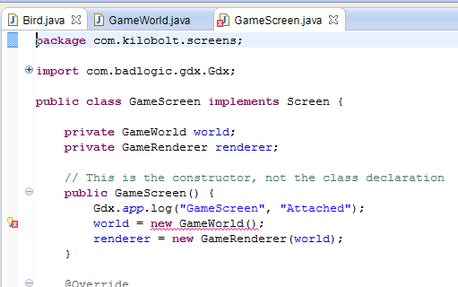 Bird.java GameWorld.java GameScreen.java
package com.kilobolt.screens;
import com.badlogic.gdx.Gdx;
public class GameScreen implements Screen {
private GameWorld world;
private GameRenderer renderer;
// This is the constructor, not the class declaration
public GameScreen() {
Gdx.app.log("GameScreen", "Attached");
world = new GameWorld();
renderer = new GameRenderer(world);
}
@Override